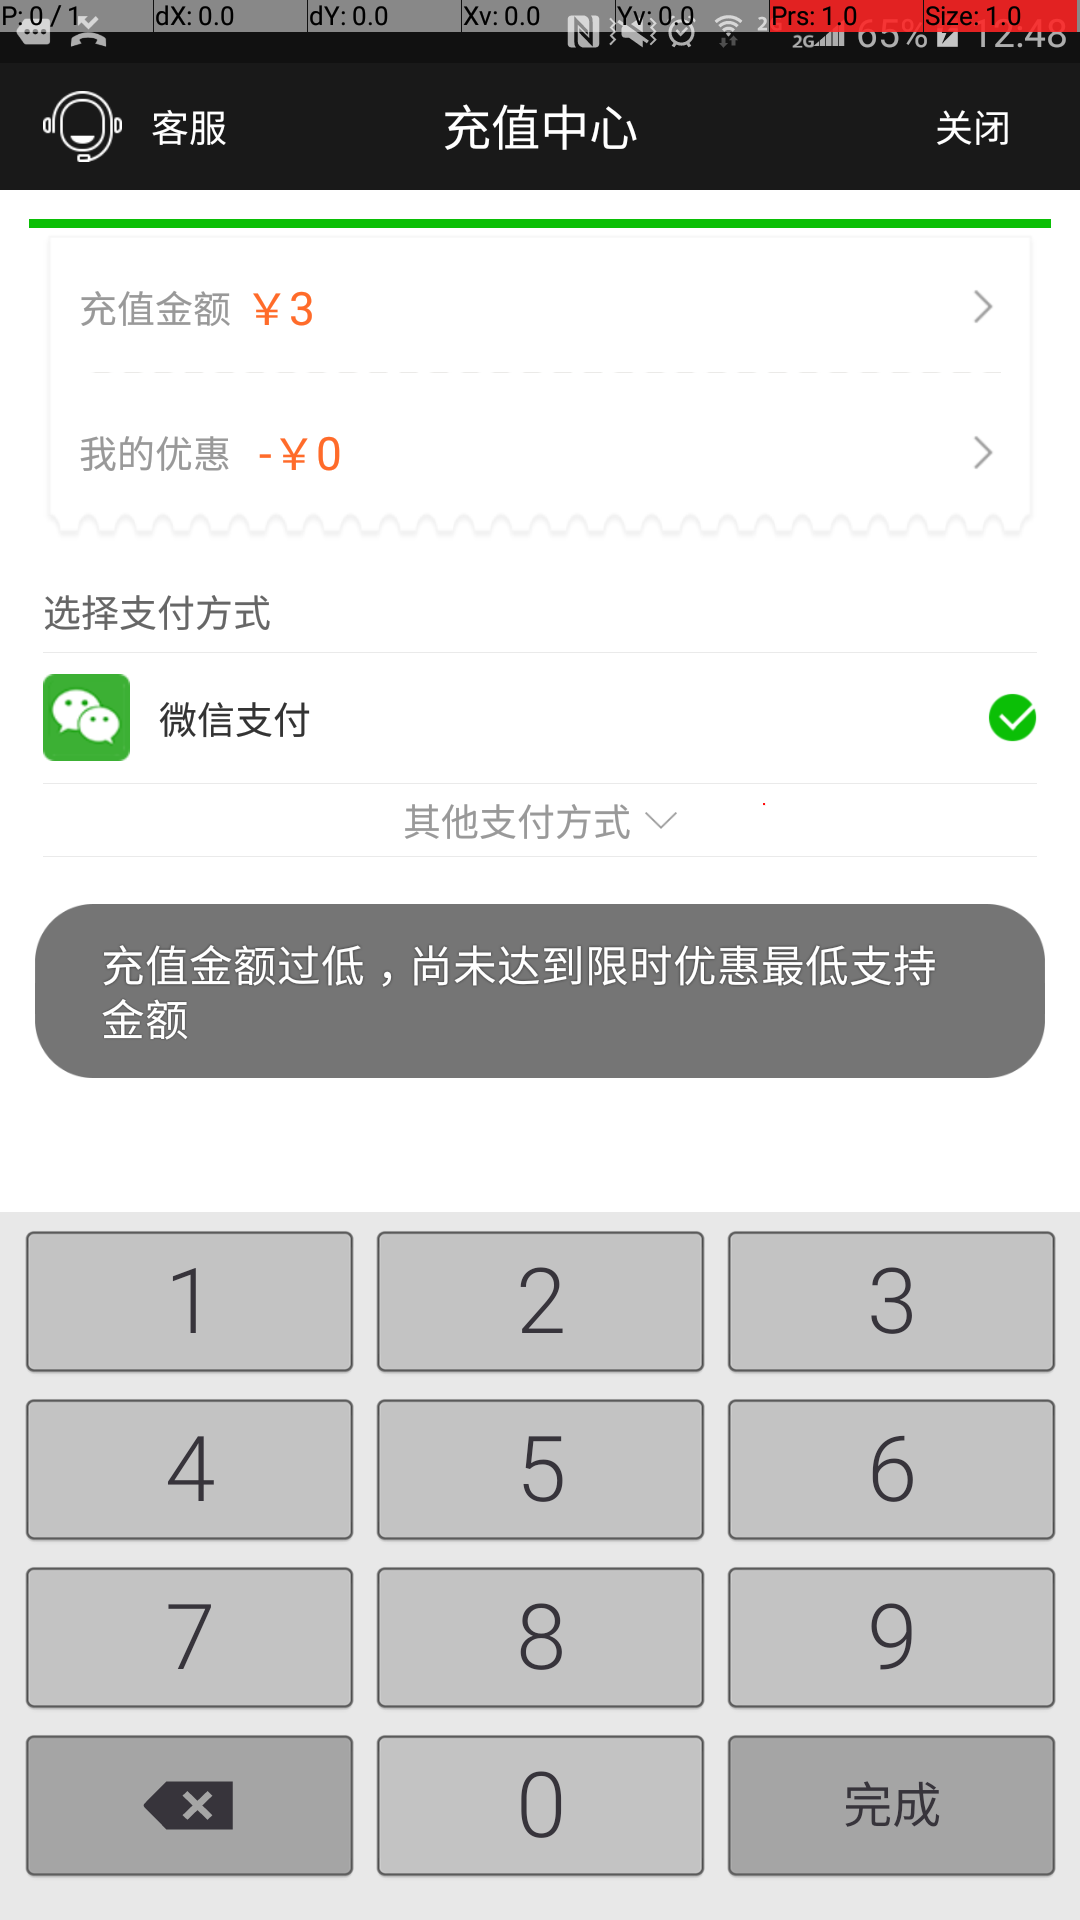 P: 0 / 1 dX: 0.0 dY: 0.0 Xv: 0.0 Yv: 0.0 Prs: 1.0 Size: 1.0
2G 65% 12:48
客服 充值中心 关闭
充值金额 ￥3
我的优惠 -￥0
选择支付方式
微信支付
其他支付方式
充值金额过低，尚未达到限时优惠最低支持
金额
1 2 3
4 5 6
7 8 9
0 完成